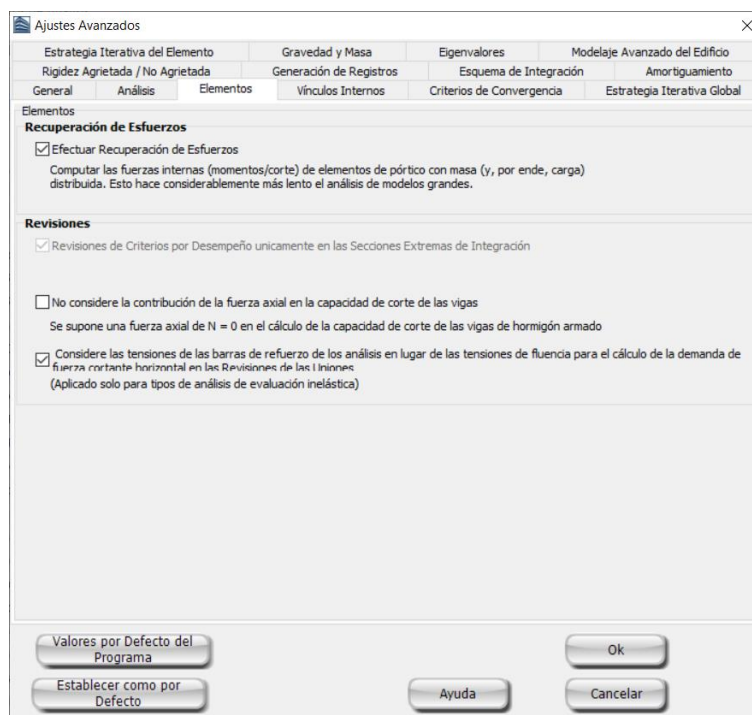 Ajustes Avanzados
Estrategia Iterativa del Elemento
Gravedad y Masa
Eigenvalores
Modelaje Avanzado del Edificio
Rigidez Agrietada / No Agrietada
Generación de Registros
Esquema de Integración
Amortiguamiento
General
Análisis
Elementos
Vínculos Internos
Criterios de Convergencia
Estrategia Iterativa Global
Elementos
Recuperación de Esfuerzos
Efectuar Recuperación de Esfuerzos
Computar las fuerzas internas (momentos/corte) de elementos de pórtico con masa (y, por ende, carga)
distribuida. Esto hace considerablemente más lento el análisis de modelos grandes.
Revisiones
Revisiones de Criterios por Desempeño unicamente en las Secciones Extremas de Integración
No considere la contribución de la fuerza axial en la capacidad de corte de las vigas
Se supone una fuerza axial de N = 0 en el cálculo de la capacidad de corte de las vigas de hormigón armado
Considere las tensiones de las barras de refuerzo de los análisis en lugar de las tensiones de fluencia para el cálculo de la demanda de
fuerza cortante horizontal en las Revisiones de las Uniones
(Aplicado solo para tipos de análisis de evaluación inelástica)
Valores por Defecto del
Programa
Ok
Establecer como por
Defecto
Ayuda
Cancelar